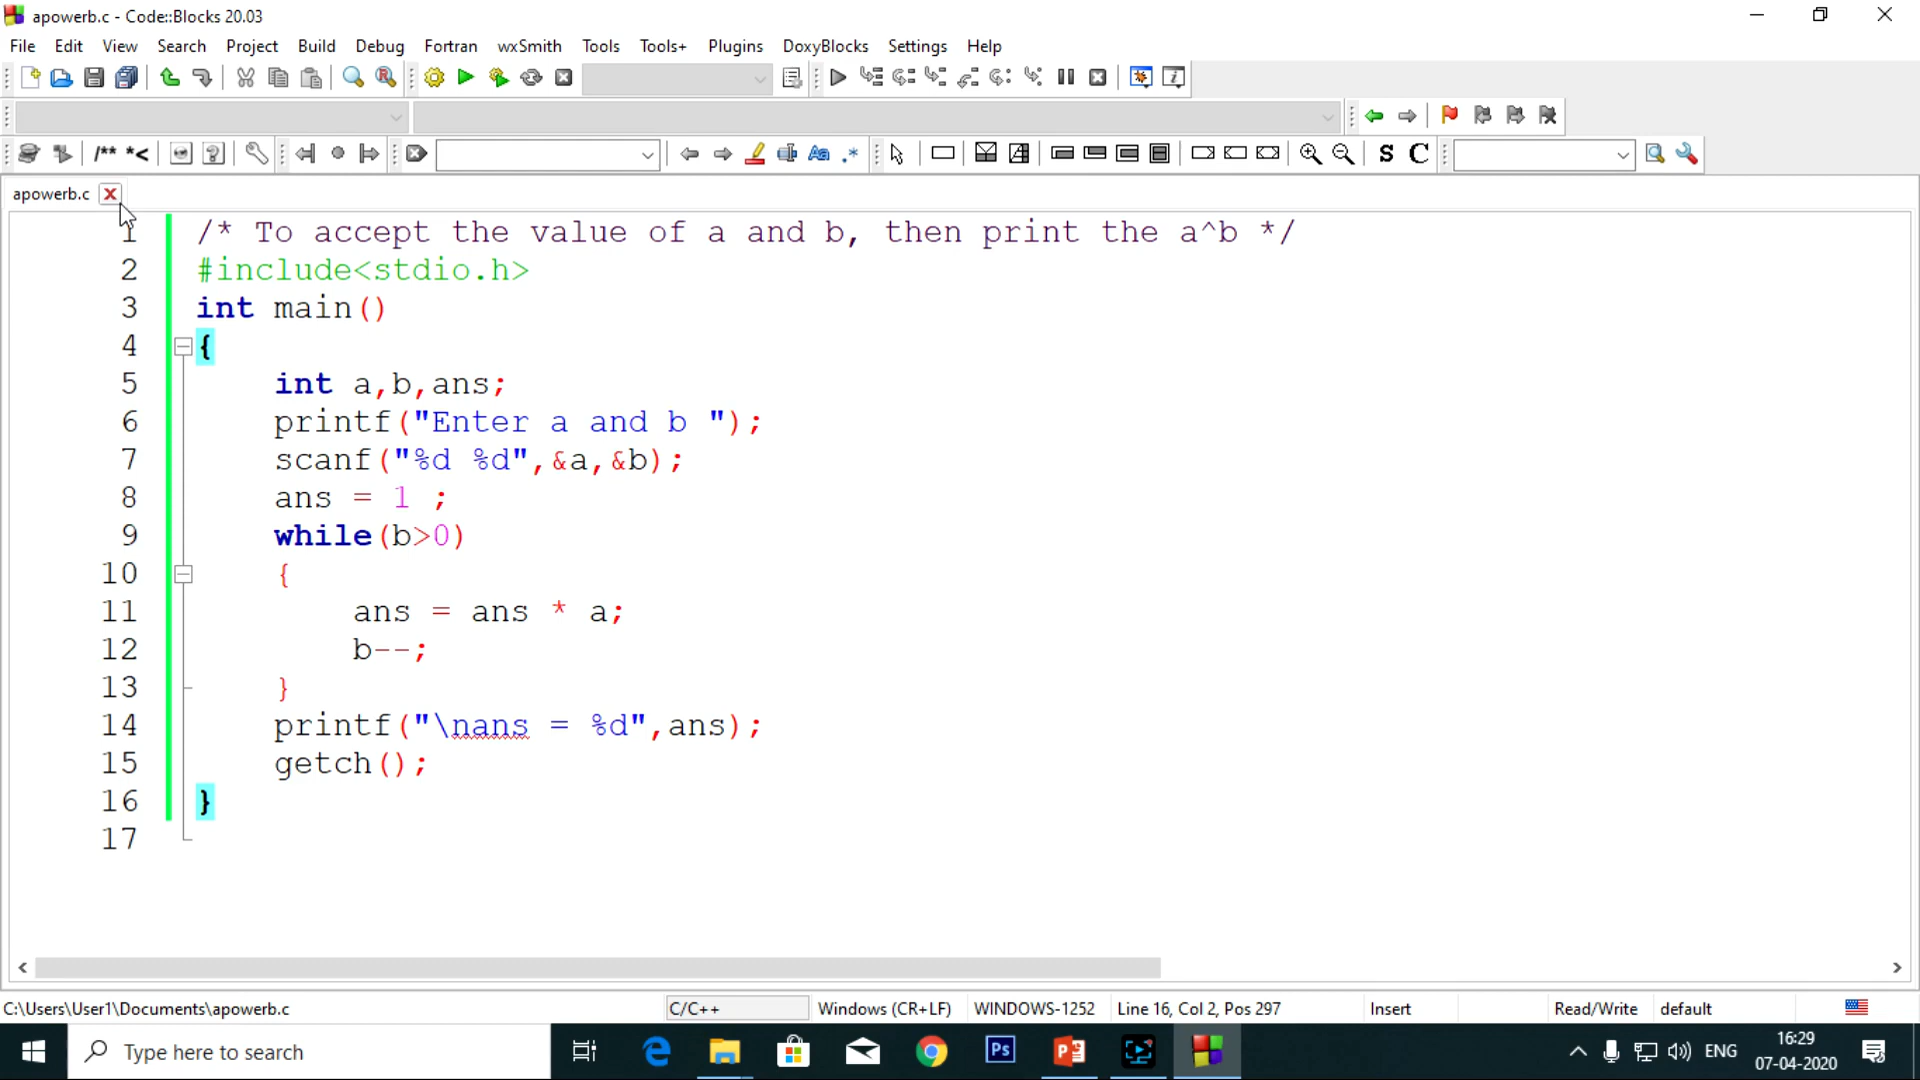 apowerb.c - Code::Blocks 20.03
File Edit View Search Project Build Debug Fortran wxSmith Tools Tools+ Plugins DoxyBlocks Settings Help
/** *< S C
apowerb.c
1 /* To accept the value of a and b, then print the a^b */
2 #include<stdio.h>
3 int main()
4 {
5 int a,b,ans;
6 printf("Enter a and b ");
7 scanf("%d %d",&a,&b);
8 ans = 1 ;
9 while(b>0)
10 {
11 ans = ans * a;
12 b--;
13 }
14 printf("\nans = %d",ans);
15 getch();
16 }
17
C:\Users\User1\Documents\apowerb.c C/C++ Windows (CR+LF) WINDOWS-1252 Line 16, Col 2, Pos 297 Insert Read/Write default
Type here to search Ps ENG 16:29
07-04-2020